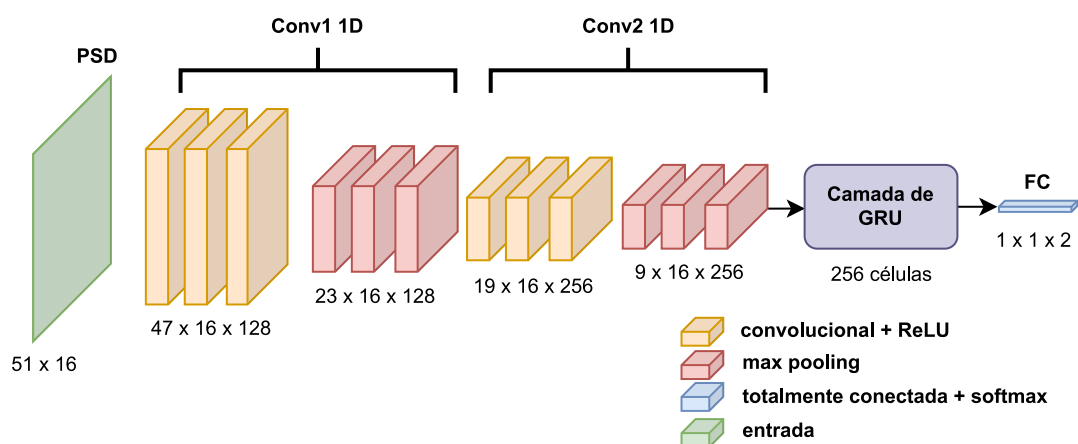 Conv1 1D
Conv2 1D
PSD
Camada de
GRU
FC
1 x 1 x 2
256 células
9 x 16 x 256
19 x 16 x 256
23 x 16 x 128
47 x 16 x 128
51 x 16
convolucional + ReLU
max pooling
totalmente conectada + softmax
entrada